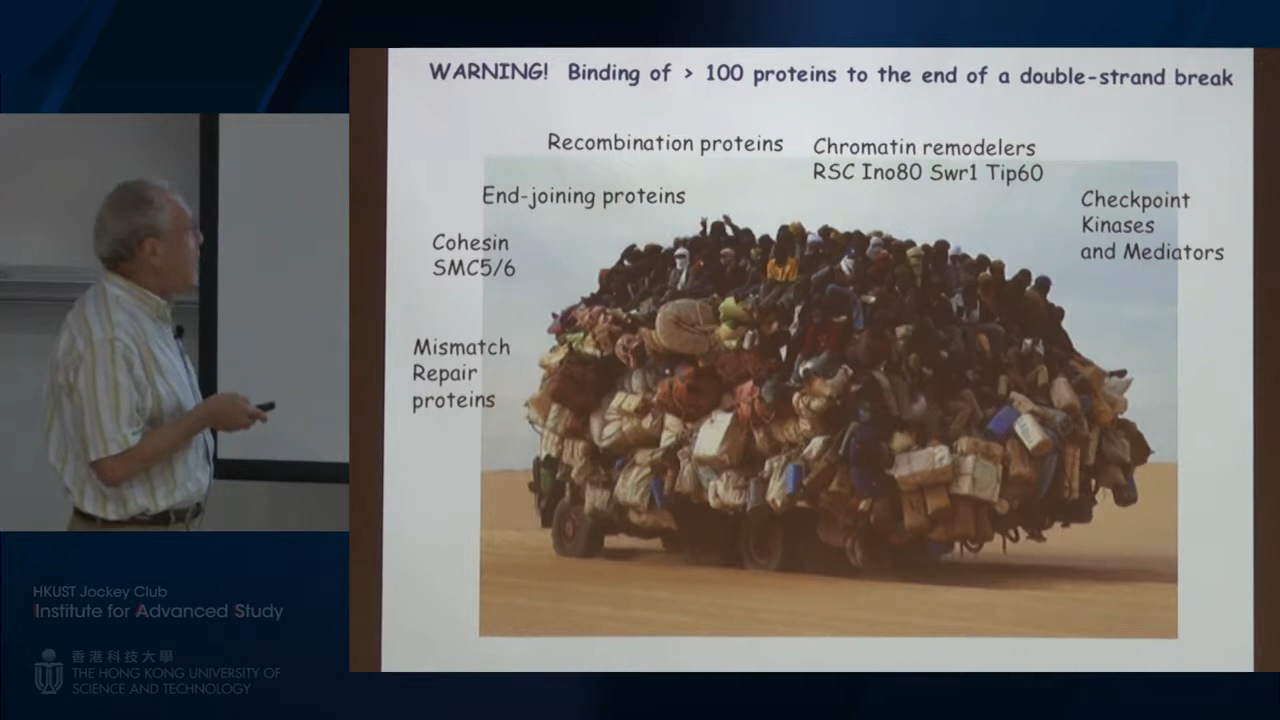 WARNING! Binding of > 100 proteins to the end of a double-strand break
Recombination proteins
Chromatin remodelers
RSC Ino80 Swr1 Tip60
End-joining proteins
Checkpoint
Kinases
and Mediators
Cohesin
SMC5/6
Mismatch
Repair
proteins
HKUST Jockey Club
Institute for Advanced Study
香港科技大學
THE HONG KONG UNIVERSITY OF
SCIENCE AND TECHNOLOGY